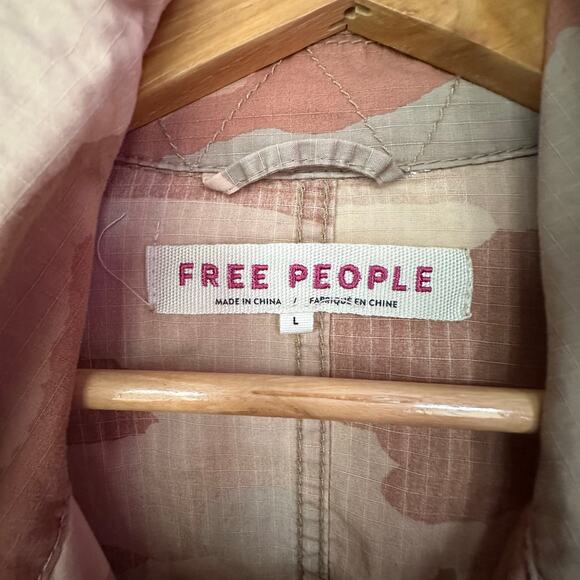 FREE PEOPLE
MADE IN CHINA / FABRIQUÉ EN CHINE
L